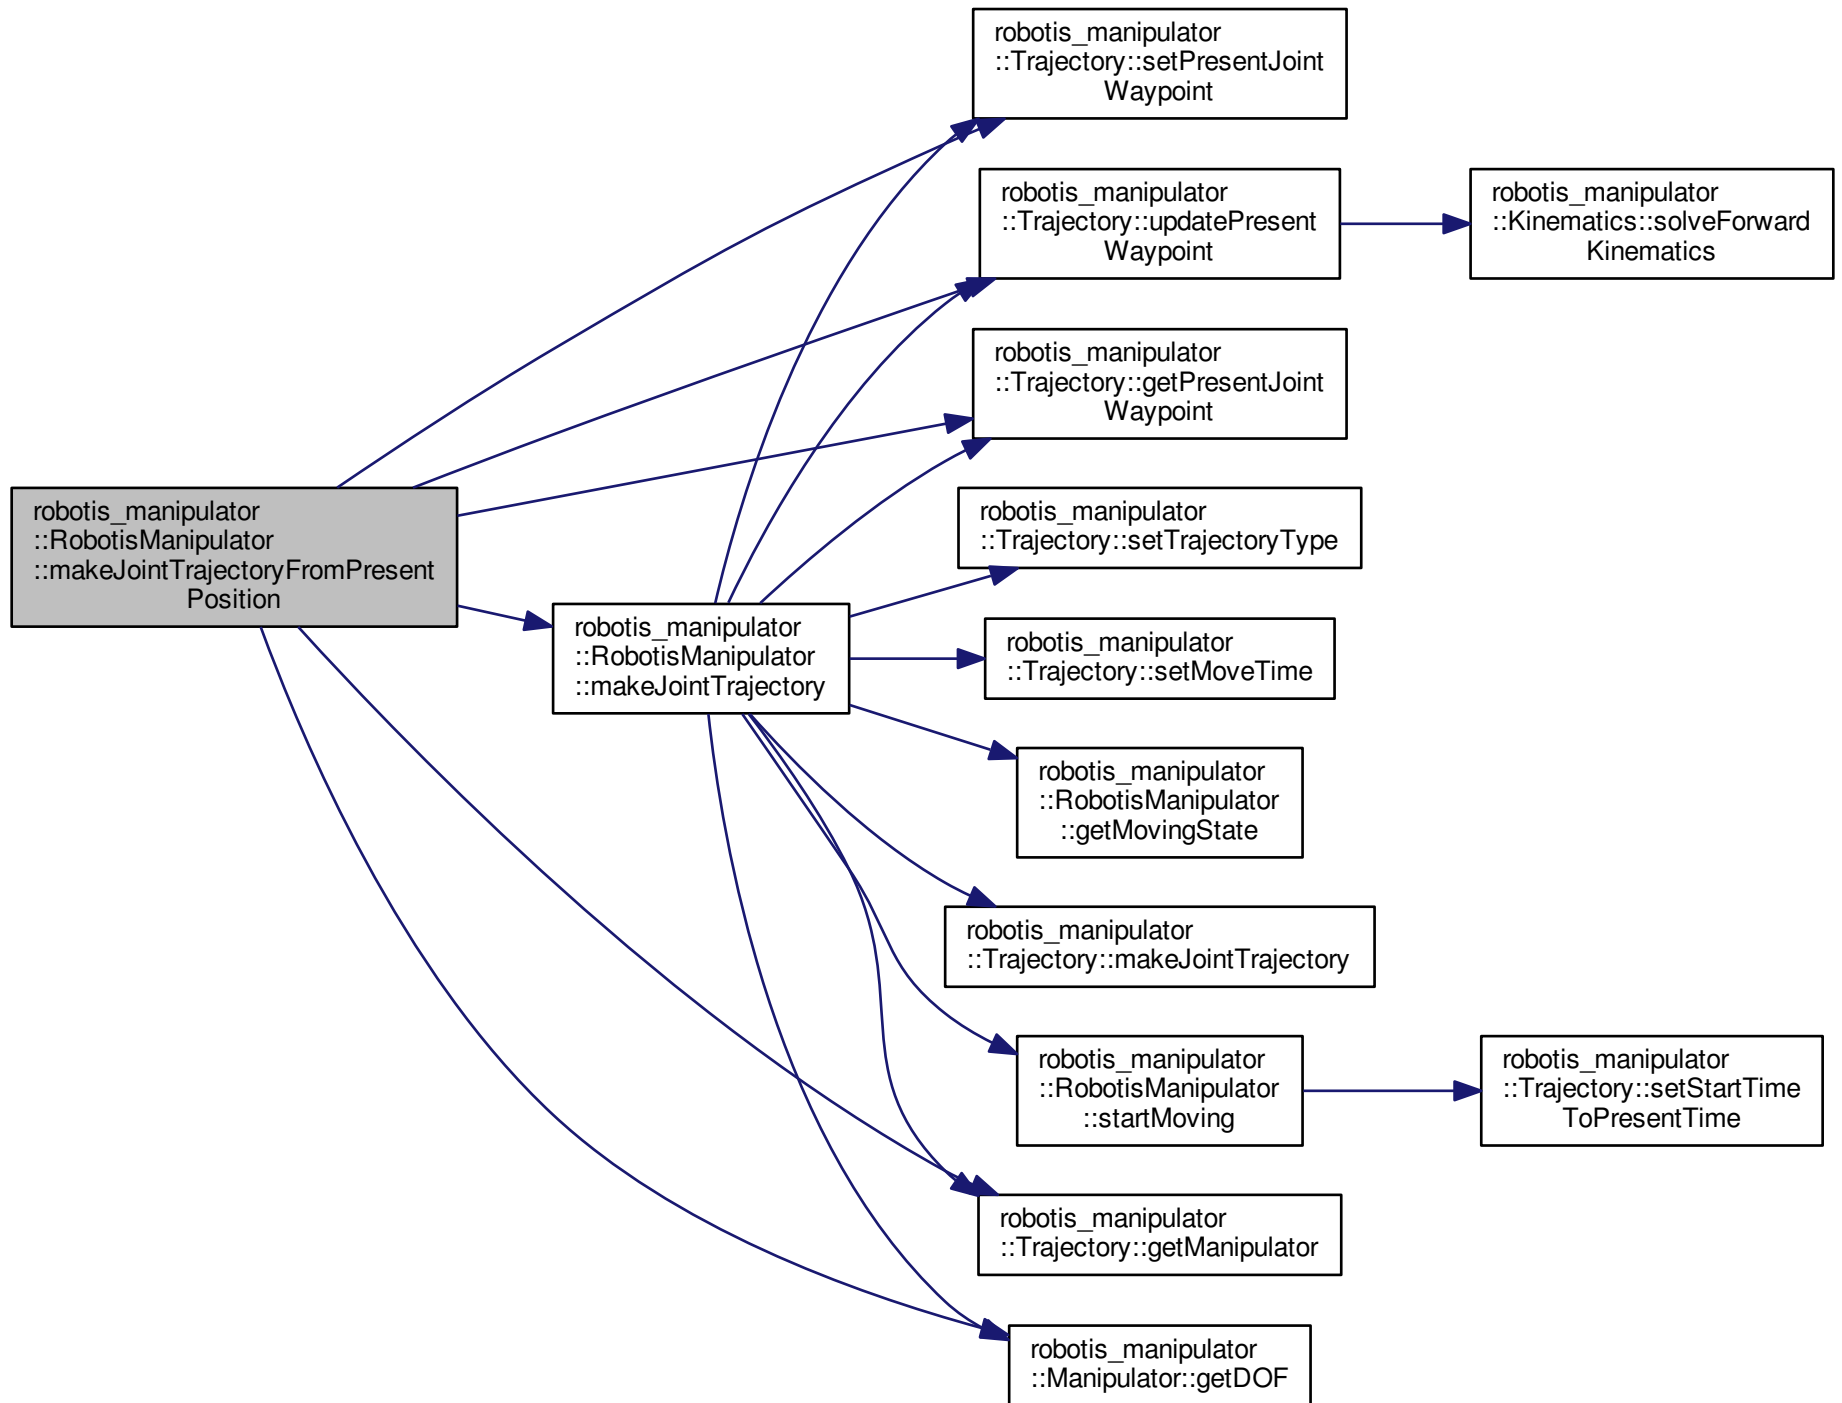 robotis_manipulator
::RobotisManipulator
::makeJointTrajectoryFromPresent
Position
robotis_manipulator
::RobotisManipulator
::makeJointTrajectory
robotis_manipulator
::Trajectory::setPresentJoint
Waypoint
robotis_manipulator
::Trajectory::updatePresent
Waypoint
robotis_manipulator
::Kinematics::solveForward
Kinematics
robotis_manipulator
::Trajectory::getPresentJoint
Waypoint
robotis_manipulator
::Trajectory::setTrajectoryType
robotis_manipulator
::Trajectory::setMoveTime
robotis_manipulator
::RobotisManipulator
::getMovingState
robotis_manipulator
::Trajectory::makeJointTrajectory
robotis_manipulator
::RobotisManipulator
::startMoving
robotis_manipulator
::Trajectory::setStartTime
ToPresentTime
robotis_manipulator
::Trajectory::getManipulator
robotis_manipulator
::Manipulator::getDOF